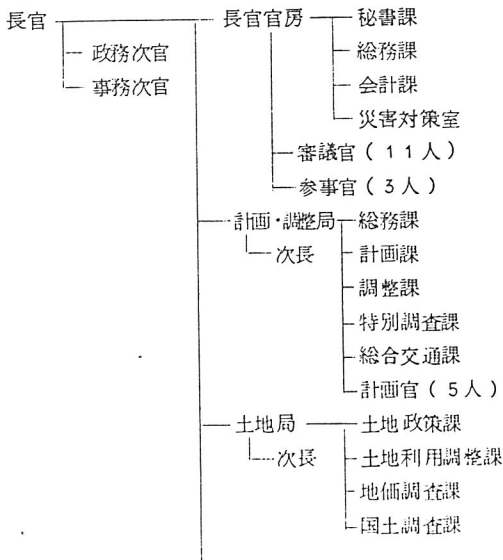 長官 長官官房 秘書課
政務次官 総務課
事務次官 会計課
災害対策室
審議官(11人)
参事官(3人)
計画・調整局 総務課
次長 計画課
調整課
特別調査課
総合交通課
計画官(5人)
土地局 土地政策課
次長 土地利用調整課
地価調査課
国土調査課